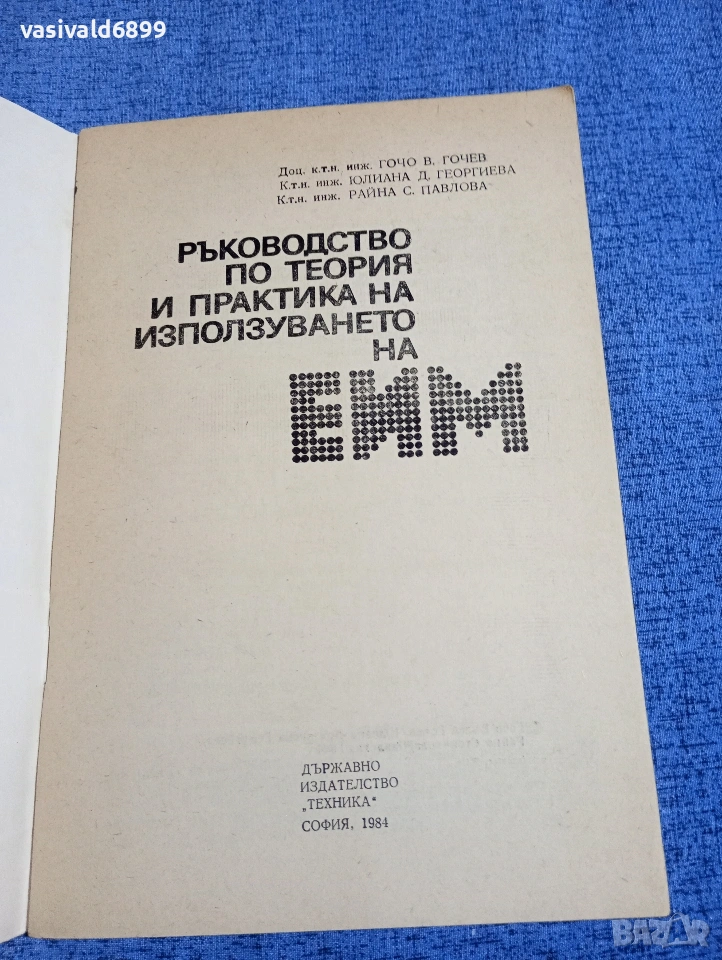 vasivald6899
Доц. к.т.н. инж. ГОЧО В. ГОЧЕВ
К.т.н. инж. ЮЛИАНА Д. ГЕОРГИЕВА
К.т.н. инж. РАЙНА С. ПАВЛОВА
РЪКОВОДСТВО
ПО ТЕОРИЯ
И ПРАКТИКА НА
ИЗПОЛЗУВАНЕТО
НА
ЕИМ
ДЪРЖАВНО
ИЗДАТЕЛСТВО
„ТЕХНИКА“
СОФИЯ, 1984
BAZAR